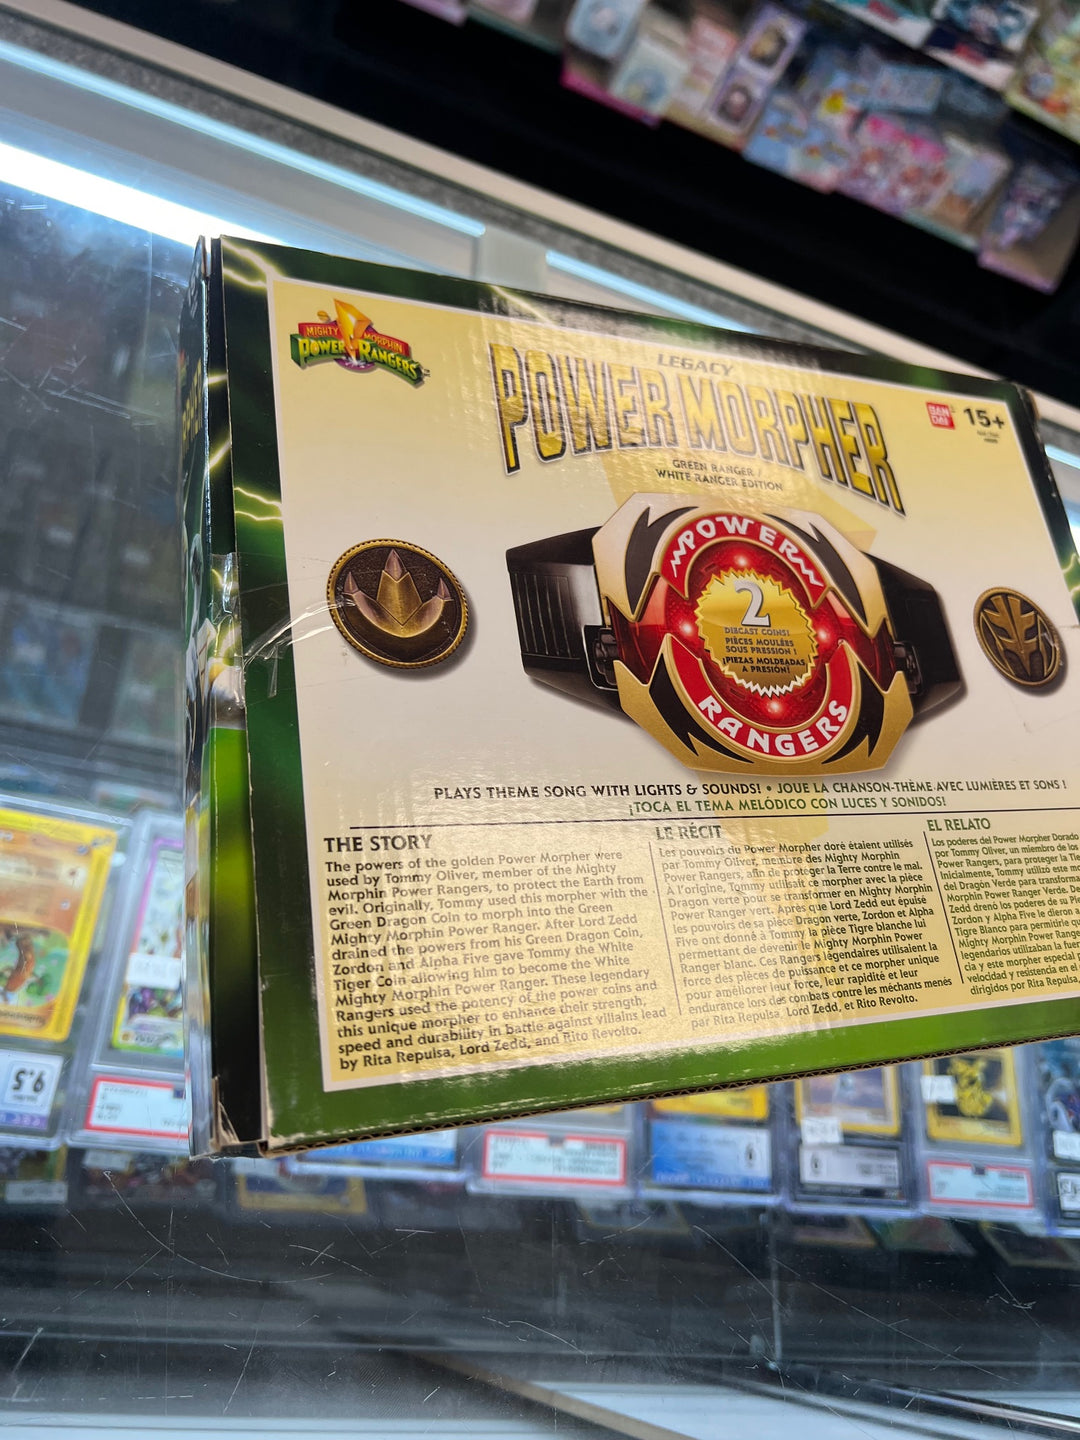 MIGHTY MORPHIN
POWER RANGERS
LEGACY
POWER MORPHER
GREEN RANGER /
WHITE RANGER EDITION
BAN
DAI
15+
POWER
2
DIECAST COINS!
PIÈCES MOULÉES
SOUS PRESSION !
¡PIEZAS MOLDEADAS
A PRESIÓN!
RANGERS
PLAYS THEME SONG WITH LIGHTS & SOUNDS! • JOUE LA CHANSON-THÈME AVEC LUMIÈRES ET SONS !
¡TOCA EL TEMA MELÓDICO CON LUCES Y SONIDOS!
THE STORY
The powers of the golden Power Morpher were
used by Tommy Oliver, member of the Mighty
Morphin Power Rangers, to protect the Earth from
evil. Originally, Tommy used this morpher with the
Green Dragon Coin to morph into the Green
Mighty Morphin Power Ranger. After Lord Zedd
drained the powers from his Green Dragon Coin,
Zordon and Alpha Five gave Tommy the White
Tiger Coin allowing him to become the White
Mighty Morphin Power Ranger. These legendary
Rangers used the potency of the power coins and
this unique morpher to enhance their strength,
speed and durability in battle against villains lead
by Rita Repulsa, Lord Zedd, and Rito Revolto.
LE RÉCIT
Les pouvoirs du Power Morpher doré étaient utilisés
par Tommy Oliver, membre des Mighty Morphin
Power Rangers, afin de protéger la Terre contre le mal.
À l'origine, Tommy utilisait ce morpher avec la pièce
Dragon verte pour se transformer en Mighty Morphin
Power Ranger vert. Après que Lord Zedd eut épuisé
les pouvoirs de sa pièce Dragon verte, Zordon et Alpha
Five ont donné à Tommy la pièce Tigre blanche lui
permettant de devenir le Mighty Morphin Power
Ranger blanc. Ces Rangers légendaires utilisaient la
force des pièces de puissance et ce morpher unique
pour améliorer leur force, leur rapidité et leur
endurance lors des combats contre les méchants menés
par Rita Repulsa, Lord Zedd, et Rito Revolto.
EL RELATO
Los poderes del Power Morpher Dorado
por Tommy Oliver, un miembro de los
Power Rangers, para proteger la Tie
Inicialmente, Tommy utilizó este mo
del Dragón Verde para transforma
Morphin Power Ranger Verde. De
Zedd drenó los poderes de su
Zordon y Alpha Five le dieron a
Tigre Blanco para permitirle qu
Mighty Morphin Power Range
legendarios utilizaban la fuer
cia y este morpher especial p
velocidad y resistencia en el
dirigidos por Rita Repulsa,
9.5